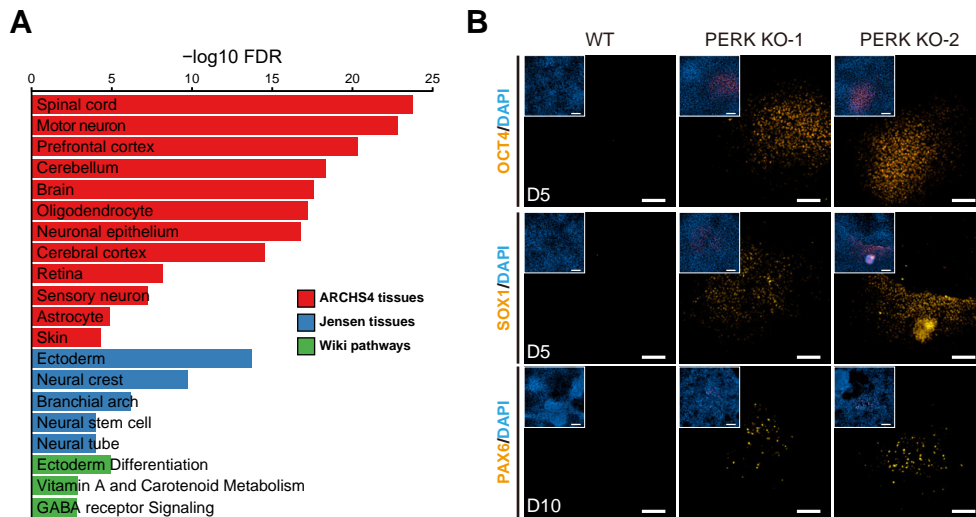 A
−log10 FDR
0 5 10 15 20 25
Spinal cord
Motor neuron
Prefrontal cortex
Cerebellum
Brain
Oligodendrocyte
Neuronal epithelium
Cerebral cortex
Retina
Sensory neuron
Astrocyte
Skin
Ectoderm
Neural crest
Branchial arch
Neural stem cell
Neural tube
Ectoderm Differentiation
Vitamin A and Carotenoid Metabolism
GABA receptor Signaling
ARCHS4 tissues
Jensen tissues
Wiki pathways
B
WT PERK KO-1 PERK KO-2
OCT4/DAPI
D5
SOX1/DAPI
D5
PAX6/DAPI
D10